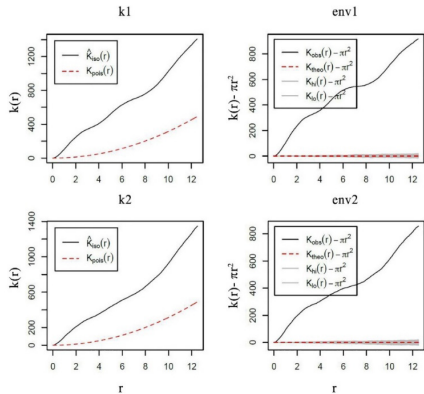 k1
env1
k(r)
1200
800
400
0
K̂iso(r)
Kpois(r)
0 2 4 6 8 10 12
k(r)- πr²
800
600
400
200
0
Kobs(r) – πr²
Ktheo(r) – πr²
Khi(r) – πr²
Klo(r) – πr²
0 2 4 6 8 10 12
k2
env2
k(r)
1400
1000
600
200
0
K̂iso(r)
Kpois(r)
0 2 4 6 8 10 12
r
k(r)- πr²
800
600
400
200
0
Kobs(r) – πr²
Ktheo(r) – πr²
Khi(r) – πr²
Klo(r) – πr²
0 2 4 6 8 10 12
r